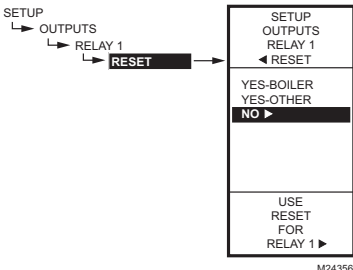 SETUP
OUTPUTS
RELAY 1
RESET
SETUP
OUTPUTS
RELAY 1
◀ RESET
YES-BOILER
YES-OTHER
NO ▶
USE
RESET
FOR
RELAY 1 ▶
M24356